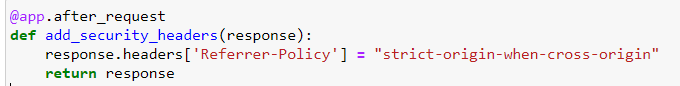 @app.after_request
def add_security_headers(response):
    response.headers['Referrer-Policy'] = "strict-origin-when-cross-origin"
    return response